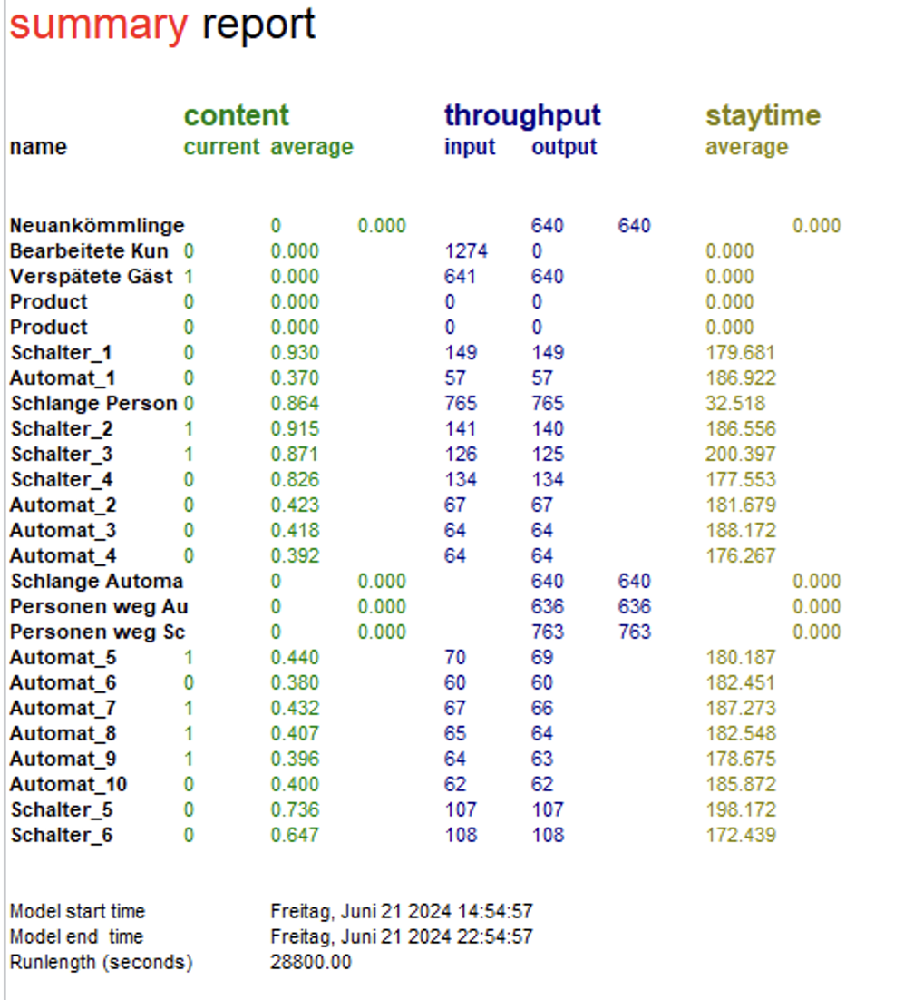 summary report
content throughput staytime
name current average input output average
Neuankömmlinge 0 0.000 640 640 0.000
Bearbeitete Kun 0 0.000 1274 0 0.000
Verspätete Gäst 1 0.000 641 640 0.000
Product 0 0.000 0 0 0.000
Product 0 0.000 0 0 0.000
Schalter_1 0 0.930 149 149 179.681
Automat_1 0 0.370 57 57 186.922
Schlange Person 0 0.864 765 765 32.518
Schalter_2 1 0.915 141 140 186.556
Schalter_3 1 0.871 126 125 200.397
Schalter_4 0 0.826 134 134 177.553
Automat_2 0 0.423 67 67 181.679
Automat_3 0 0.418 64 64 188.172
Automat_4 0 0.392 64 64 176.267
Schlange Automa 0 0.000 640 640 0.000
Personen weg Au 0 0.000 636 636 0.000
Personen weg Sc 0 0.000 763 763 0.000
Automat_5 1 0.440 70 69 180.187
Automat_6 0 0.380 60 60 182.451
Automat_7 1 0.432 67 66 187.273
Automat_8 1 0.407 65 64 182.548
Automat_9 1 0.396 64 63 178.675
Automat_10 0 0.400 62 62 185.872
Schalter_5 0 0.736 107 107 198.172
Schalter_6 0 0.647 108 108 172.439
Model start time Freitag, Juni 21 2024 14:54:57
Model end time Freitag, Juni 21 2024 22:54:57
Runlength (seconds) 28800.00